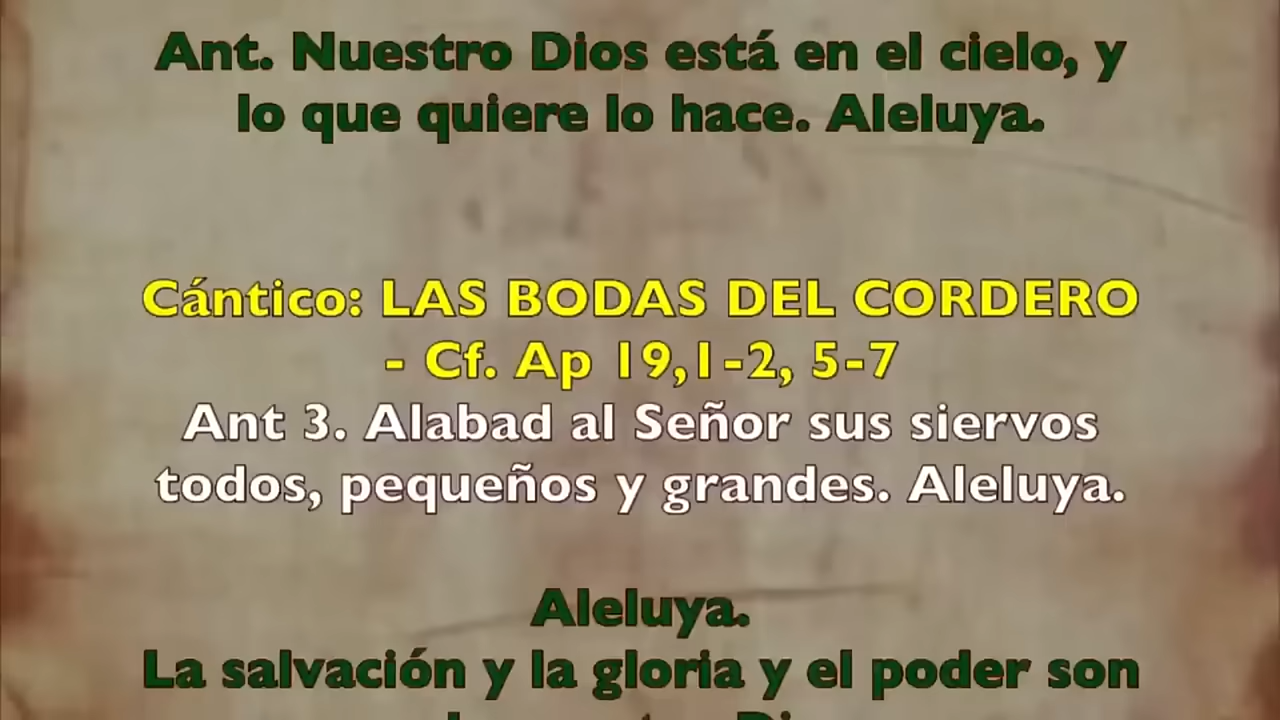 Ant. Nuestro Dios está en el cielo, y
lo que quiere lo hace. Aleluya.
Cántico: LAS BODAS DEL CORDERO
- Cf. Ap 19,1-2, 5-7
Ant 3. Alabad al Señor sus siervos
todos, pequeños y grandes. Aleluya.
Aleluya.
La salvación y la gloria y el poder son